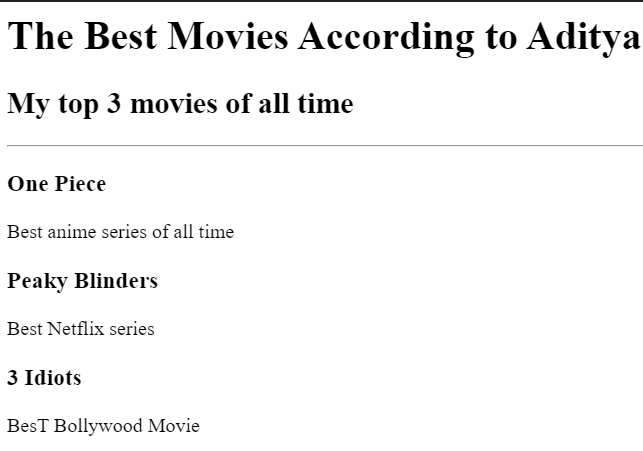 The Best Movies According to Aditya
My top 3 movies of all time
One Piece
Best anime series of all time
Peaky Blinders
Best Netflix series
3 Idiots
BesT Bollywood Movie